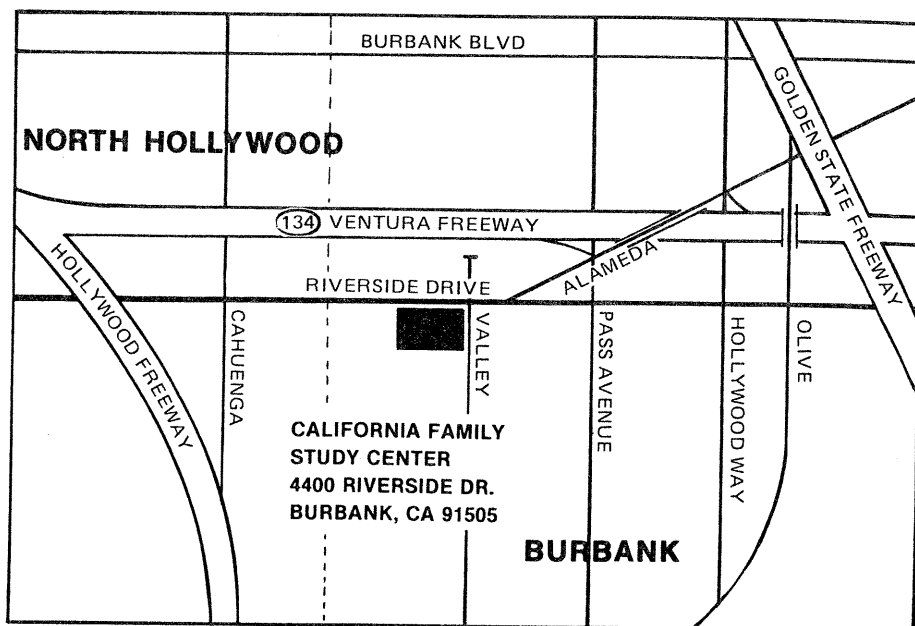 BURBANK BLVD
GOLDEN STATE FREEWAY
NORTH HOLLYWOOD
134 VENTURA FREEWAY
HOLLYWOOD FREEWAY
ALAMEDA
RIVERSIDE DRIVE
CAHUENGA
VALLEY
PASS AVENUE
HOLLYWOOD WAY
OLIVE
CALIFORNIA FAMILY
STUDY CENTER
4400 RIVERSIDE DR.
BURBANK, CA 91505
BURBANK